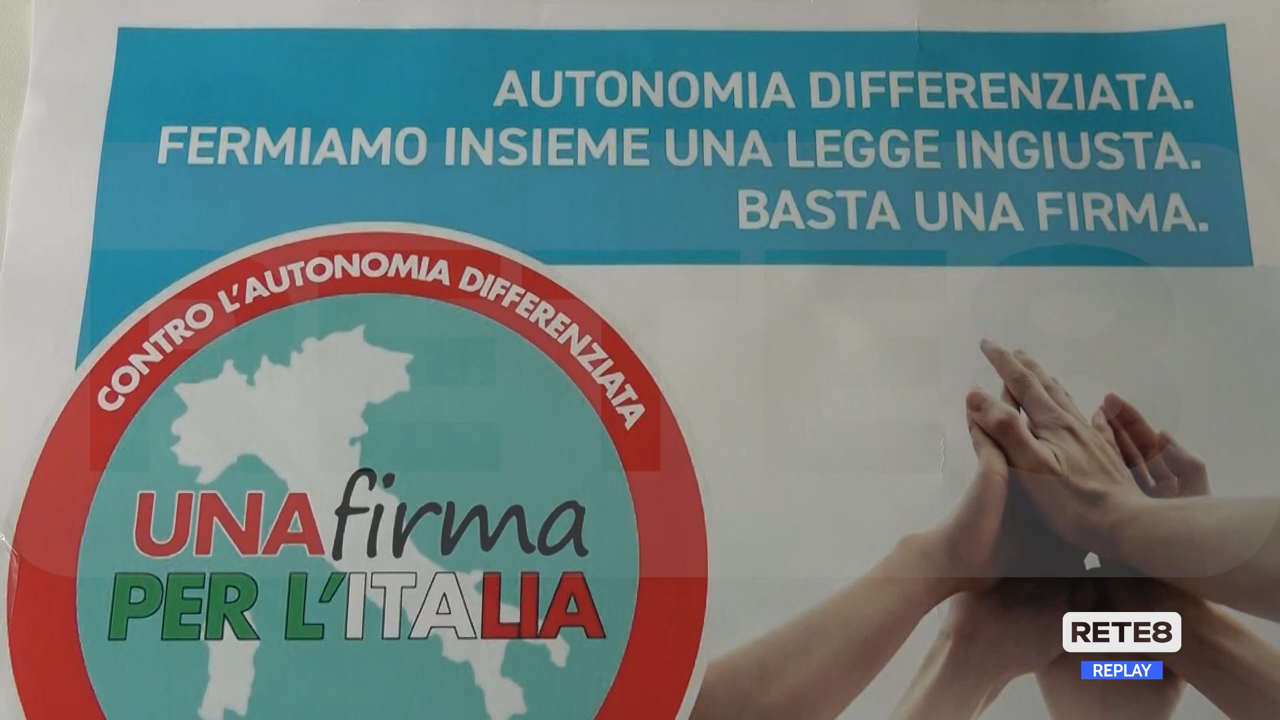 AUTONOMIA DIFFERENZIATA.
FERMIAMO INSIEME UNA LEGGE INGIUSTA.
BASTA UNA FIRMA.
CONTRO L'AUTONOMIA DIFFERENZIATA
UNA firma
PER L'ITALIA
RETE8
REPLAY
RETE8